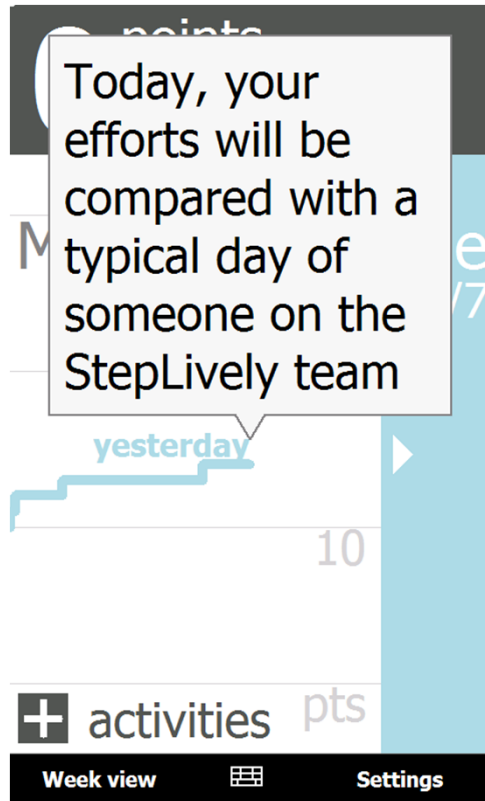 points
Today, your
efforts will be
compared with a
typical day of
someone on the
StepLively team
yesterday
10
pts
activities
Week view
Settings